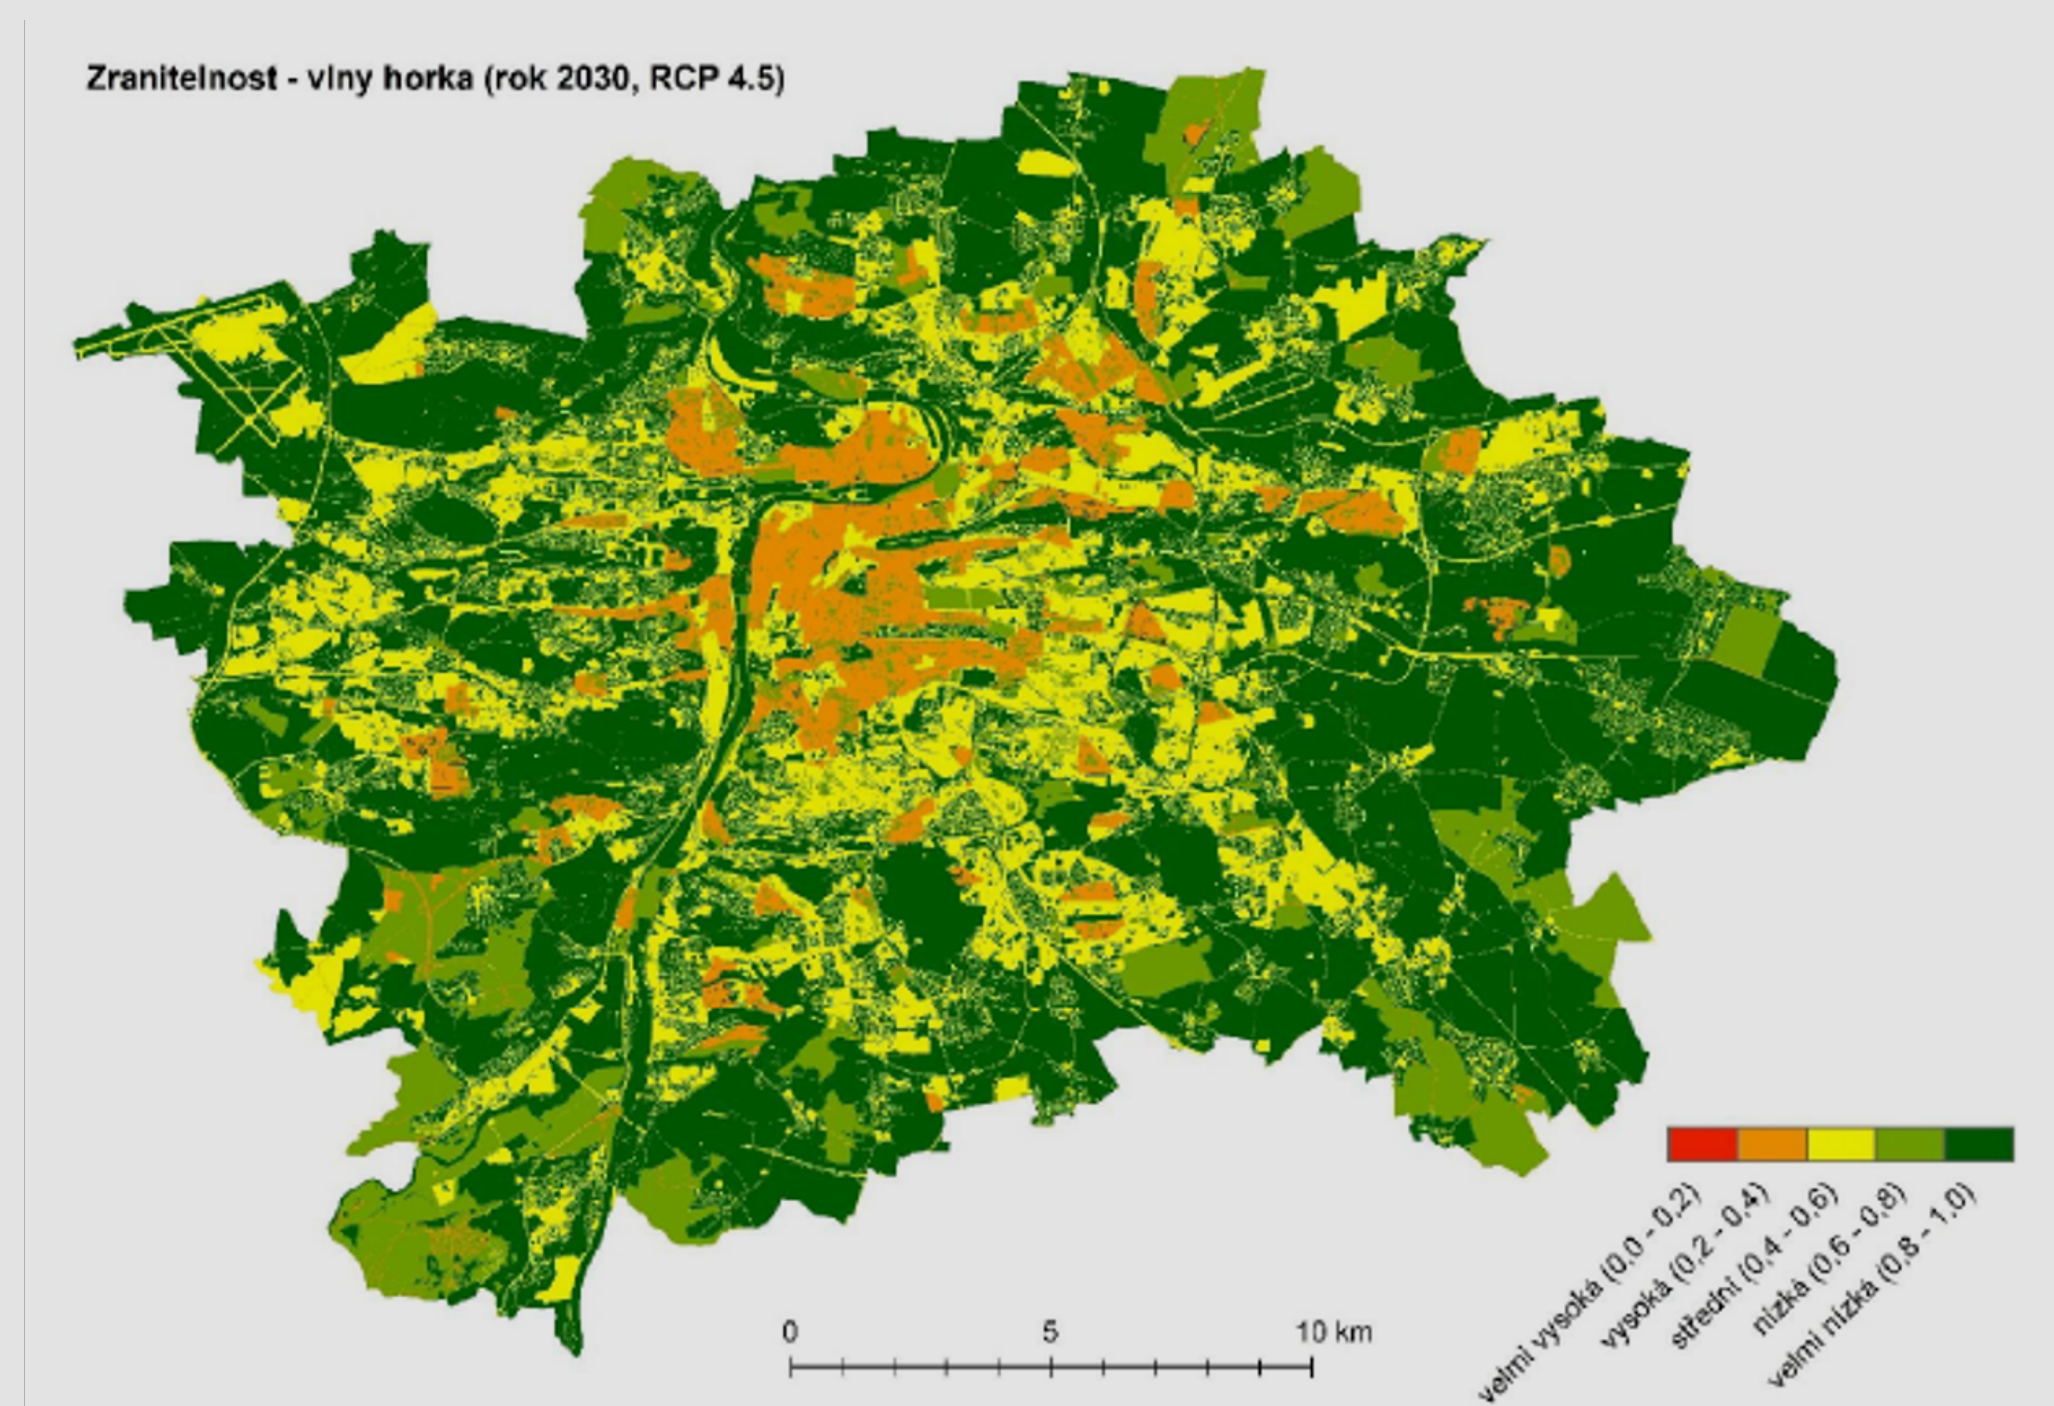 Zranitelnost - vlny horka (rok 2030, RCP 4.5)
0 5 10 km
velmi vysoká (0,0 - 0,2)
vysoká (0,2 - 0,4)
střední (0,4 - 0,6)
nízká (0,6 - 0,8)
velmi nízká (0,8 - 1,0)